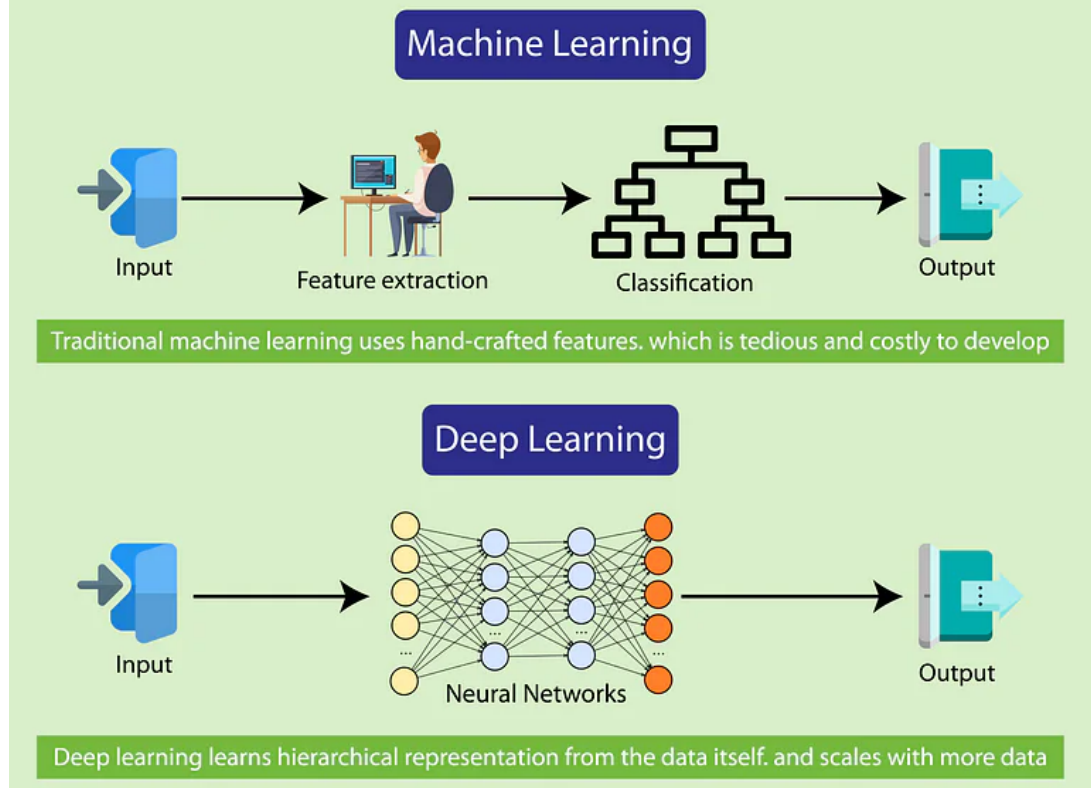 Machine Learning
Input
Feature extraction
Classification
Output
Traditional machine learning uses hand-crafted features. which is tedious and costly to develop
Deep Learning
...
...
...
...
Input
Neural Networks
Output
Deep learning learns hierarchical representation from the data itself. and scales with more data